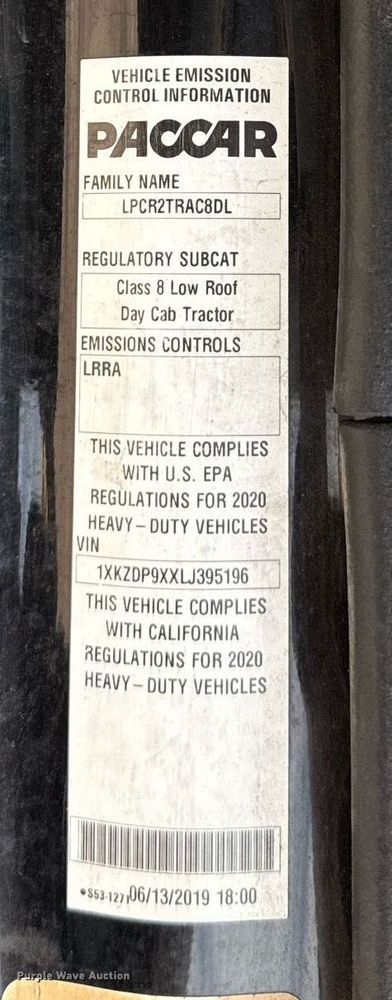 VEHICLE EMISSION
CONTROL INFORMATION
PACCAR
FAMILY NAME
LPCR2TRAC8DL
REGULATORY SUBCAT
Class 8 Low Roof
Day Cab Tractor
EMISSIONS CONTROLS
LRRA
THIS VEHICLE COMPLIES
WITH U.S. EPA
REGULATIONS FOR 2020
HEAVY-DUTY VEHICLES
VIN
1XKZDP9XXLJ395196
THIS VEHICLE COMPLIES
WITH CALIFORNIA
REGULATIONS FOR 2020
HEAVY-DUTY VEHICLES
S63-127 06/13/2019 18:00
Purple Wave Auction